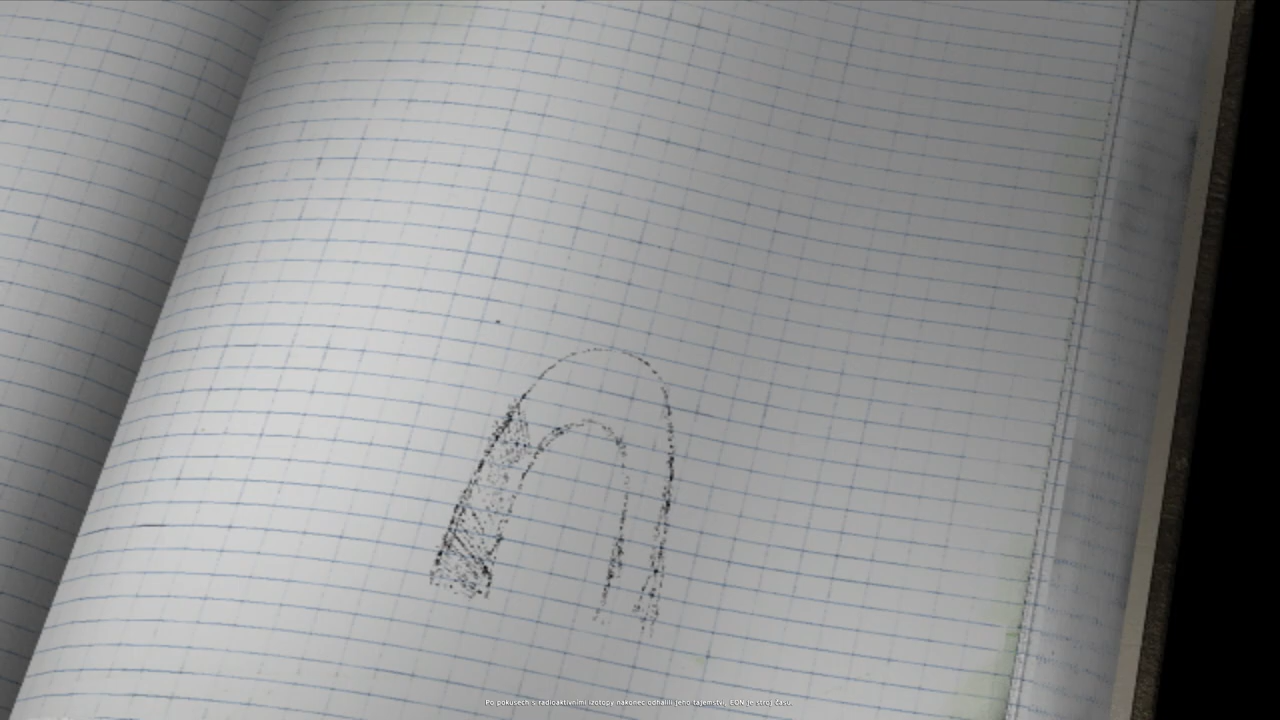 Po pokusech s radioaktivními izotopy nakonec odhalili jeho tajemství, EON je stroj času.